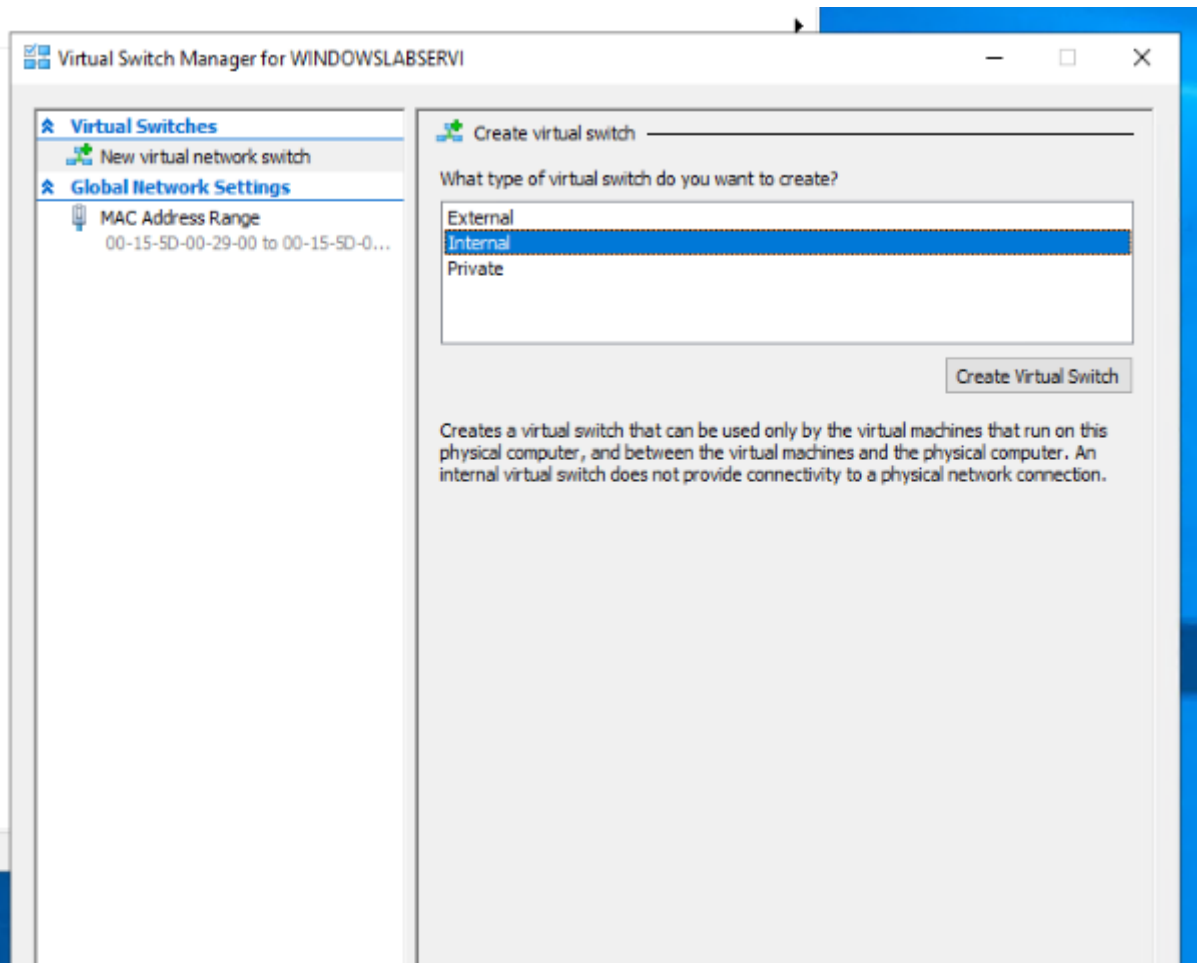 Virtual Switch Manager for WINDOWSLABSERVI
Virtual Switches
New virtual network switch
Global Network Settings
MAC Address Range
00-15-5D-00-29-00 to 00-15-5D-0...
Create virtual switch
What type of virtual switch do you want to create?
External
Internal
Private
Create Virtual Switch
Creates a virtual switch that can be used only by the virtual machines that run on this
physical computer, and between the virtual machines and the physical computer. An
internal virtual switch does not provide connectivity to a physical network connection.